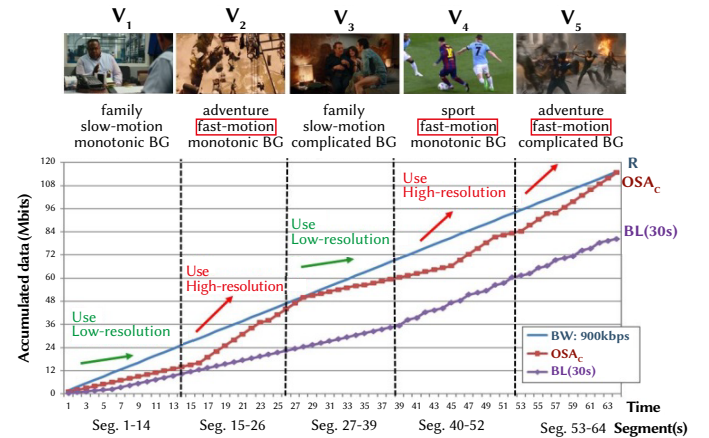 V1 V2 V3 V4 V5
family adventure family sport adventure
slow-motion fast-motion slow-motion fast-motion fast-motion
monotonic BG monotonic BG complicated BG monotonic BG complicated BG
120
108
96
84
72
60
48
36
24
12
0
Accumulated data (Mbits)
Use
Low-resolution
Use
High-resolution
Use
Low-resolution
Use
High-resolution
R
OSAC
BL(30s)
BW: 900kbps
OSAC
BL(30s)
1 3 5 7 9 11 13 15 17 19 21 23 25 27 29 31 33 35 37 39 41 43 45 47 49 51 53 55 57 59 61 63 Time
Seg. 1-14 Seg. 15-26 Seg. 27-39 Seg. 40-52 Seg. 53-64 Segment(s)